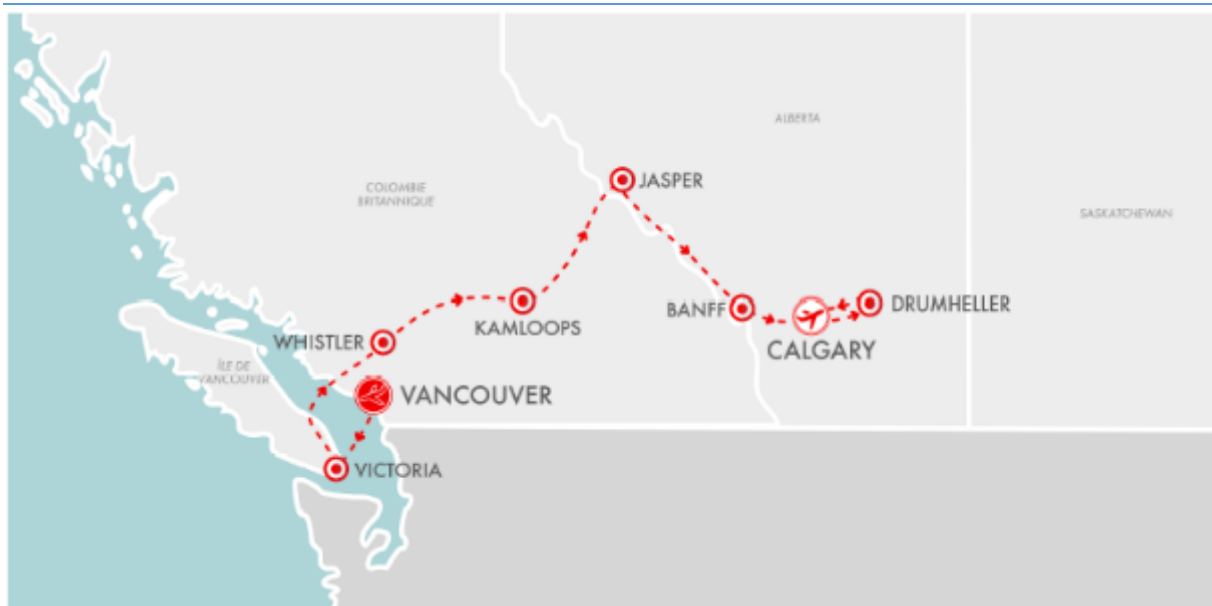 ALBERTA
JASPER
COLOMBIE
BRITANNIQUE
SASKATCHEWAN
BANFF
DRUMHELLER
KAMLOOPS
WHISTLER
CALGARY
ÎLE DE
VANCOUVER
VANCOUVER
VICTORIA